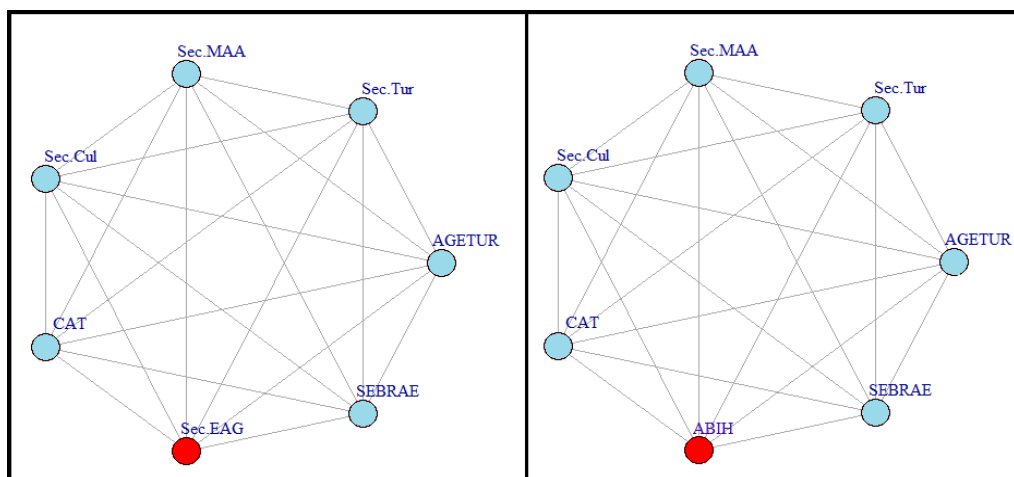 Sec.MAA
Sec.Tur
Sec.Cul
AGETUR
CAT
SEBRAE
Sec.EAG
Sec.MAA
Sec.Tur
Sec.Cul
AGETUR
CAT
SEBRAE
ABIH